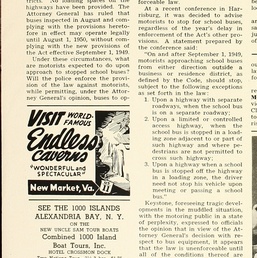 tricts. No loading spaces on
highways have been provided. The
Attorney General has ruled that
buses inspected in August and com-
plying with the provisions hereto-
fore in effect may operate legally
until August 1, 1950, without com-
plying with the new provisions of
the Act effective September 1, 1949.
Under these circumstances, what
are motorists expected to do upon
approach to stopped school buses?
Will the police enforce the provi-
sion of the law against motorists,
while permitting, under the Attor-
ney General's opinion, buses to op-
VISIT WORLD-FAMOUS
Endless
Caverns
"WONDERFUL and
SPECTACULAR"
New Market, Va.
SEE THE 1000 ISLANDS
ALEXANDRIA BAY, N. Y.
ON THE
NEW UNCLE SAM TOUR BOATS
Combined 1000 Island
Boat Tours, Inc.
HOTEL CROSSMON DOCK
forceable law.
At a recent conference in Har-
risburg, it was decided to advise
motorists to stop for school buses,
regardless of the year's delay in
enforcement of the Act's other pro-
visions. A statement prepared by
the conference said:
"On and after September 1, 1949,
motorists approaching school buses
from either direction outside a
business or residence district, as
defined by the Code, should stop,
subject to the following exceptions
as set forth in the law:
1. Upon a highway with separate
roadways, when the school bus
is on a separate roadway;
2. Upon a limited or controlled
access highway, when the
school bus is stopped in a load-
ing zone adjacent to or part of
such highway and where pe-
destrians are not permitted to
cross such highway;
3. Upon a highway when a school
bus is stopped off the highway
in a loading zone, the driver
need not stop his vehicle upon
meeting or passing a school
bus."
Keystone, foreseeing tragic devel-
opments in the muddled situation,
with the motoring public in a state
of perplexity, expressed to officials
the opinion that in view of the At-
torney General's decision with re-
spect to bus equipment, it appears
that the law is unenforceable until
all of the conditions thereof are